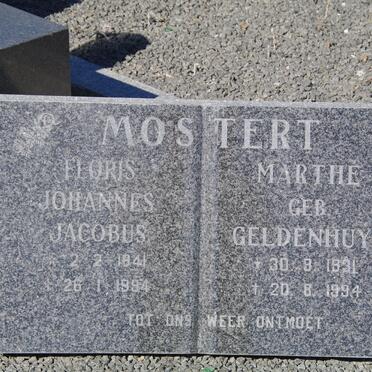 MOSTERT
FLORIS
JOHANNES
JACOBUS
2.2.1941
26.1.1994
MARTHE
GEB
GELDENHUY
30.8.1931
20.8.1994
TOT ONS WEER ONTMOET